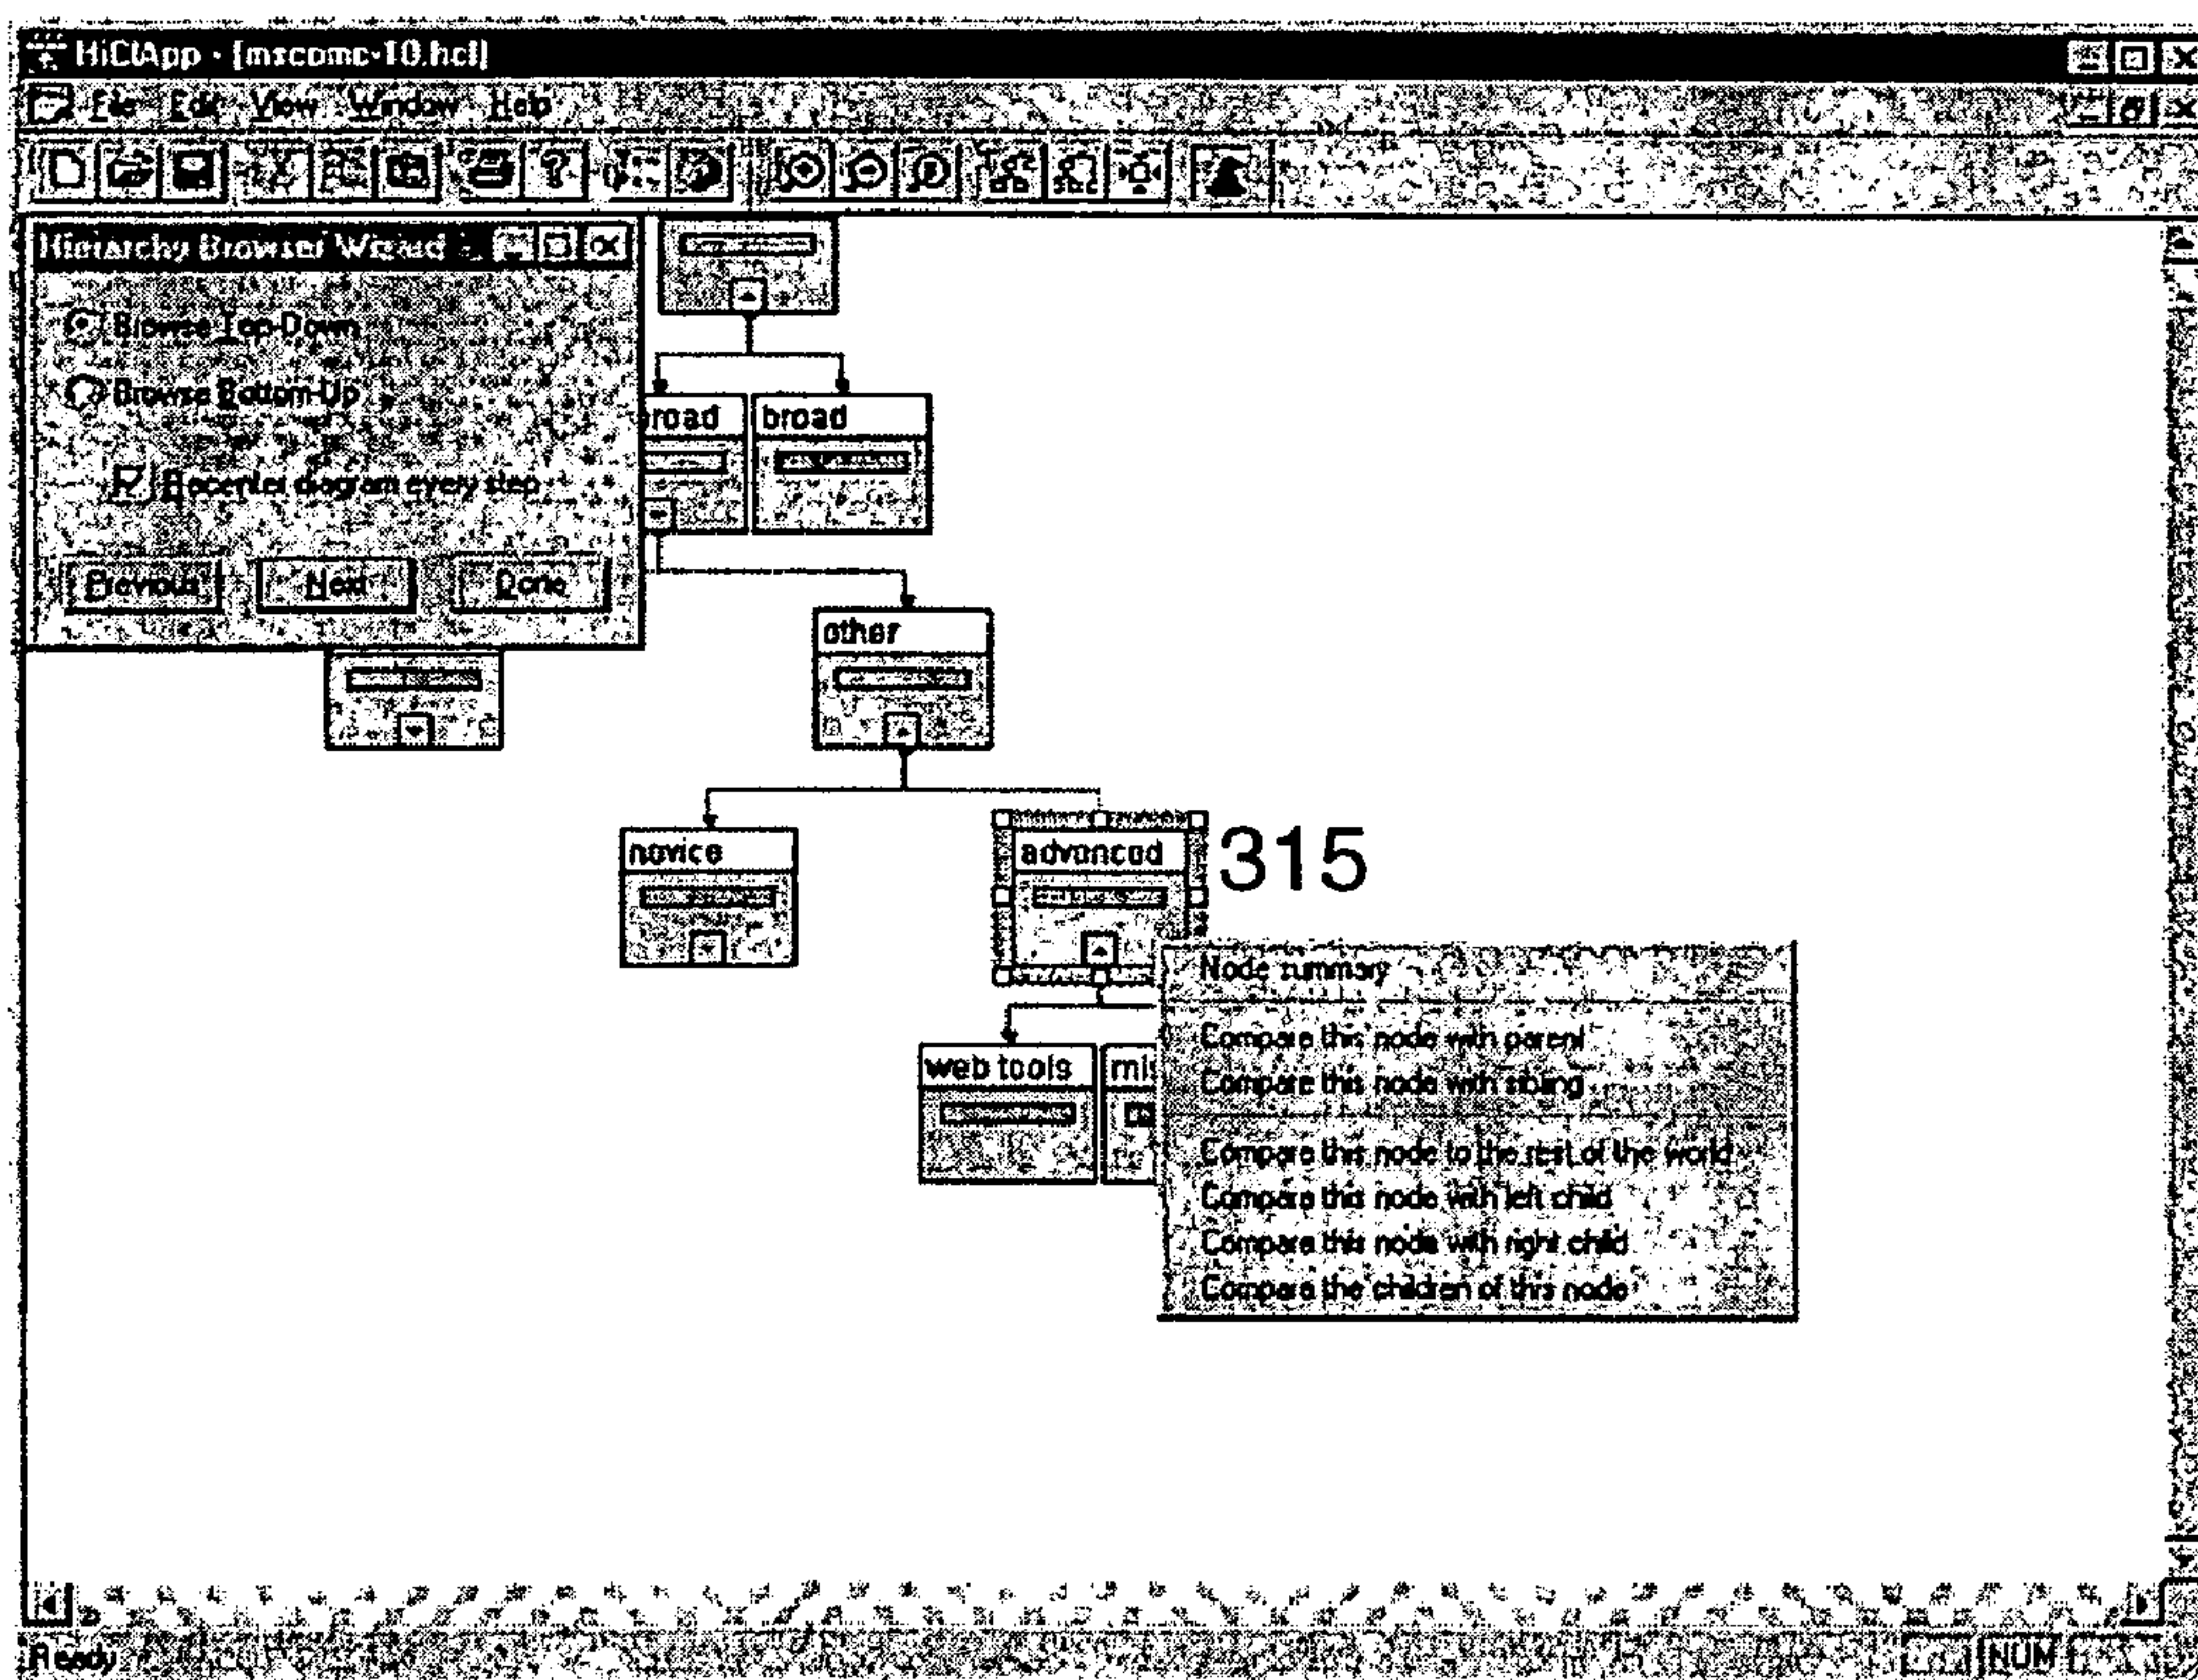 HiClApp - [mscomc-10.hcl]
File Edit View Window Help
Hierarchy Browser Wizard
Browse Top-Down
Browse Bottom-Up
Recenter diagram every step
Previous Next Done
broad
other
novice
advanced
315
web tools
Node summary
Compare this node with parent
Compare this node with sibling
Compare this node to the rest of the world
Compare this node with left child
Compare this node with right child
Compare the children of this node
Ready
NUM